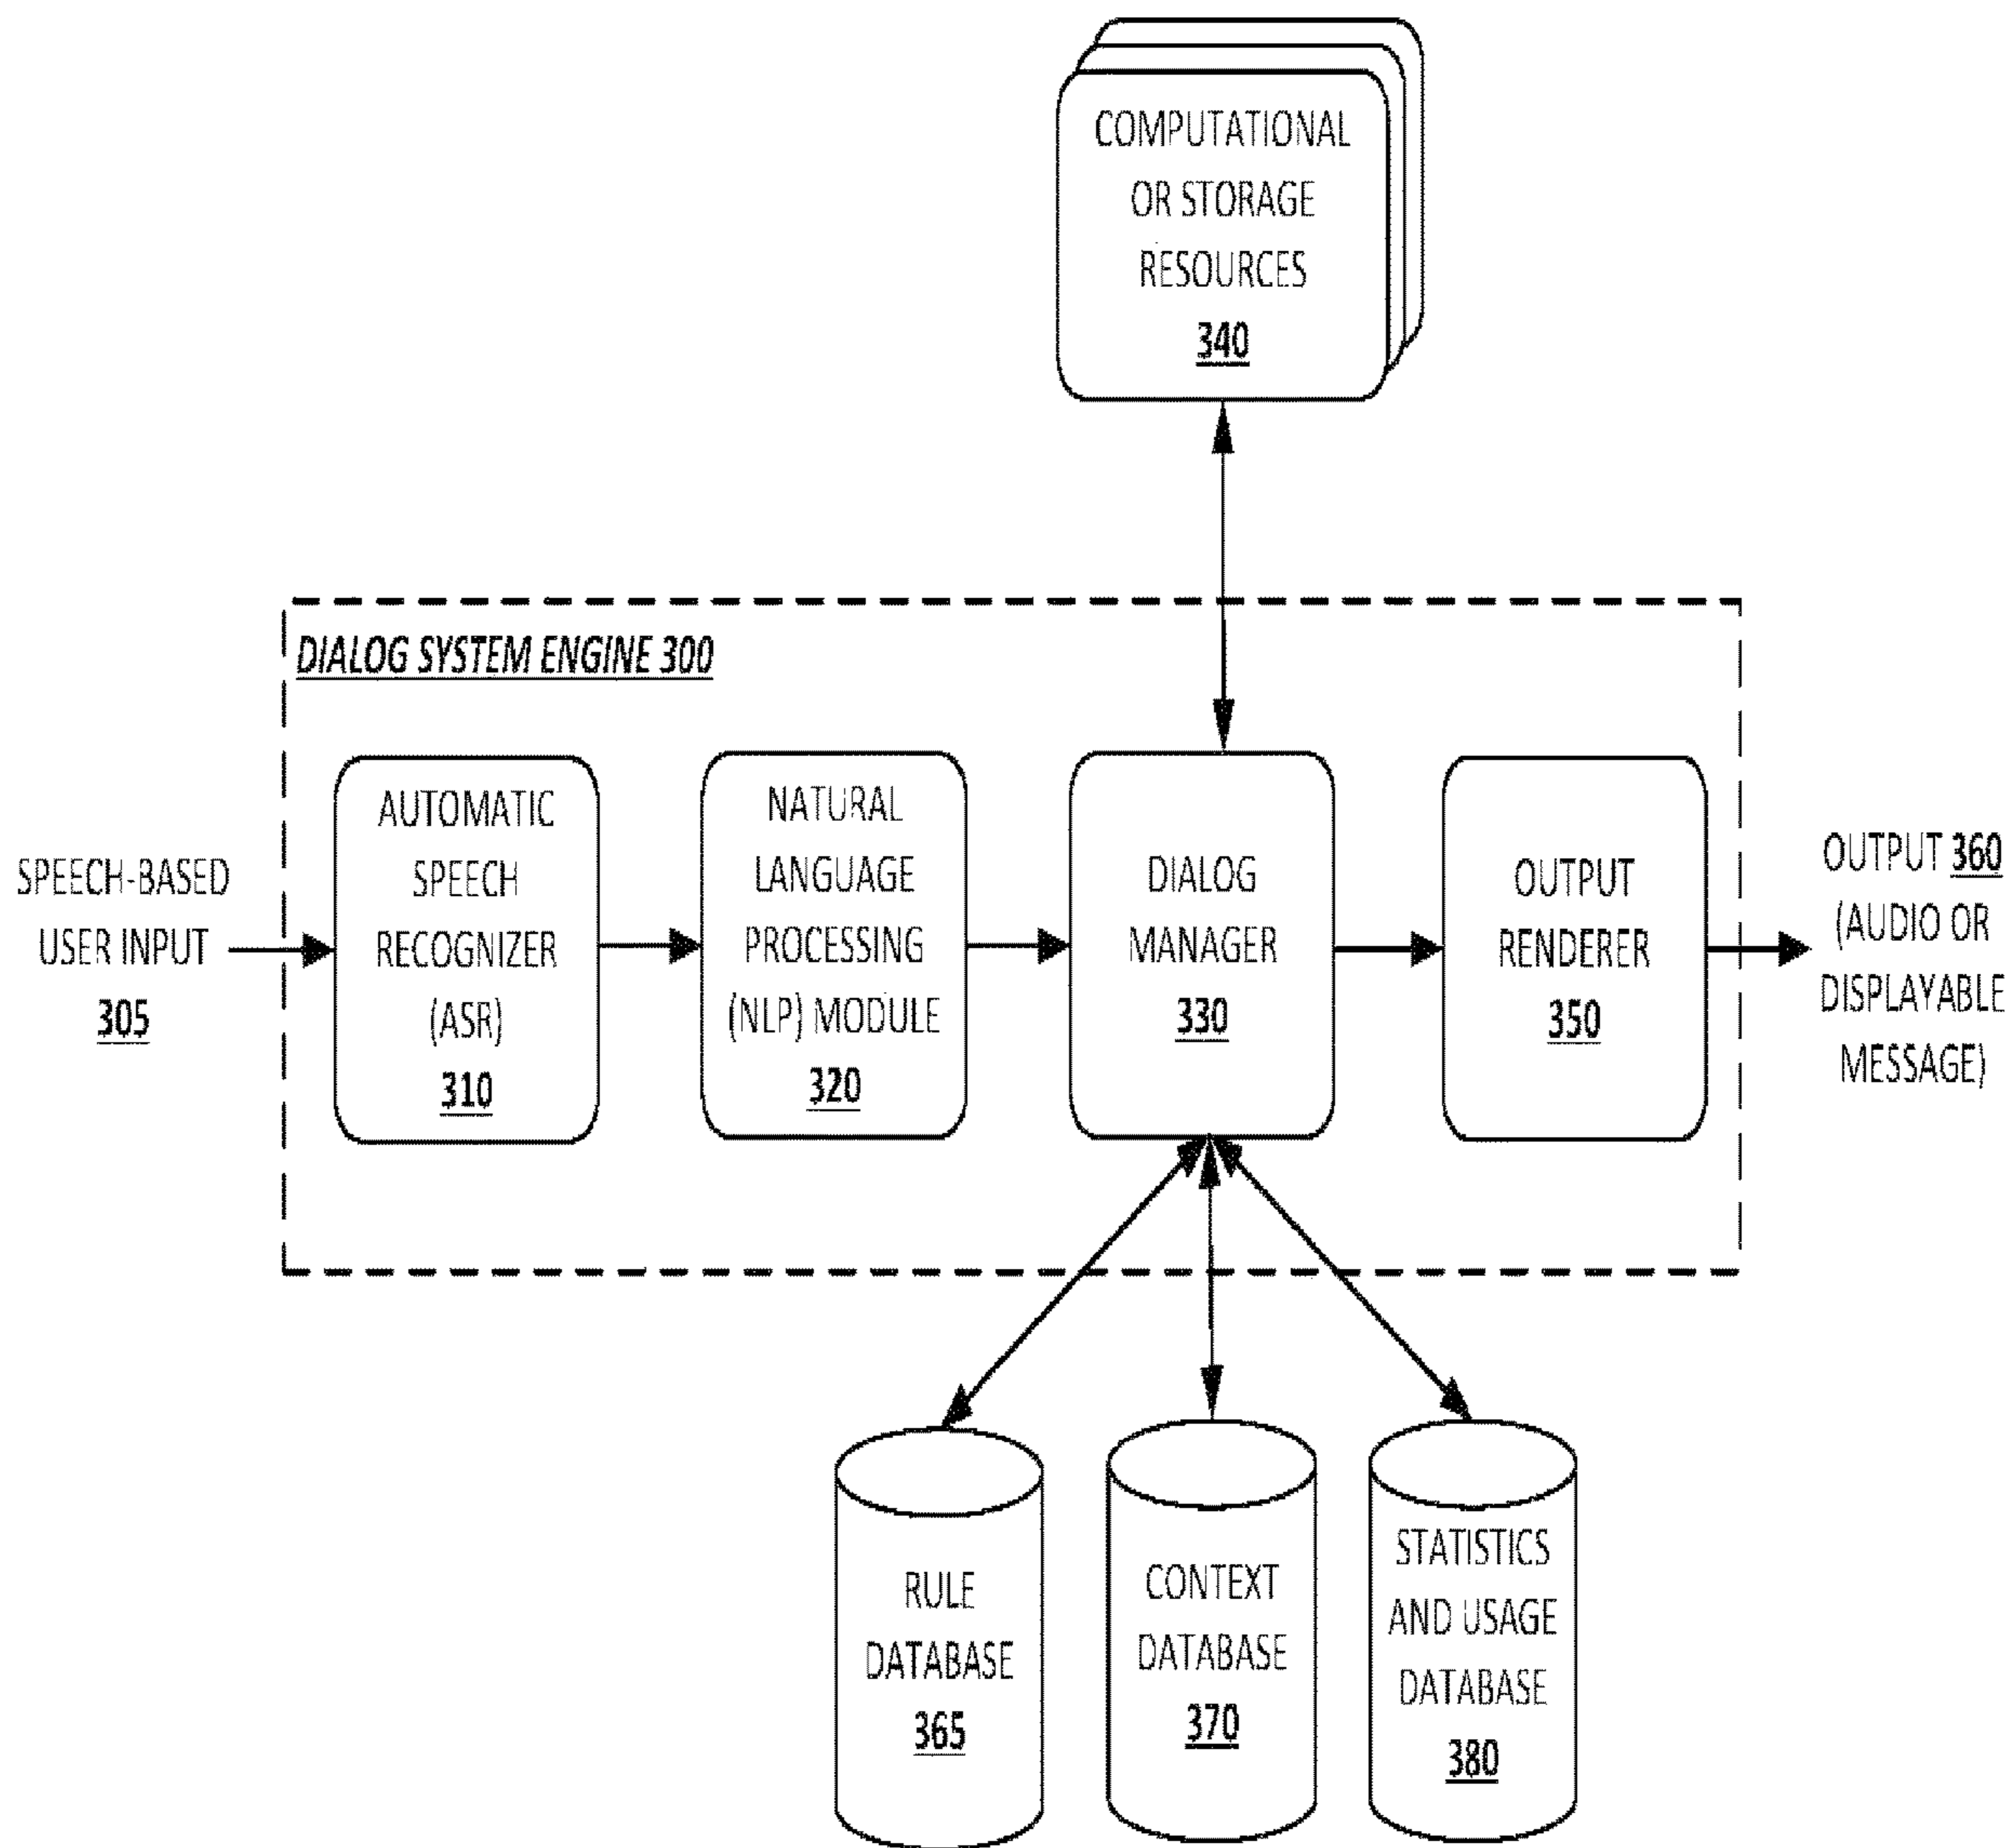 COMPUTATIONAL
OR STORAGE
RESOURCES
340
DIALOG SYSTEM ENGINE 300
SPEECH-BASED
USER INPUT
305
AUTOMATIC
SPEECH
RECOGNIZER
(ASR)
310
NATURAL
LANGUAGE
PROCESSING
(NLP) MODULE
320
DIALOG
MANAGER
330
OUTPUT
RENDERER
350
OUTPUT 360
(AUDIO OR
DISPLAYABLE
MESSAGE)
RULE
DATABASE
365
CONTEXT
DATABASE
370
STATISTICS
AND USAGE
DATABASE
380